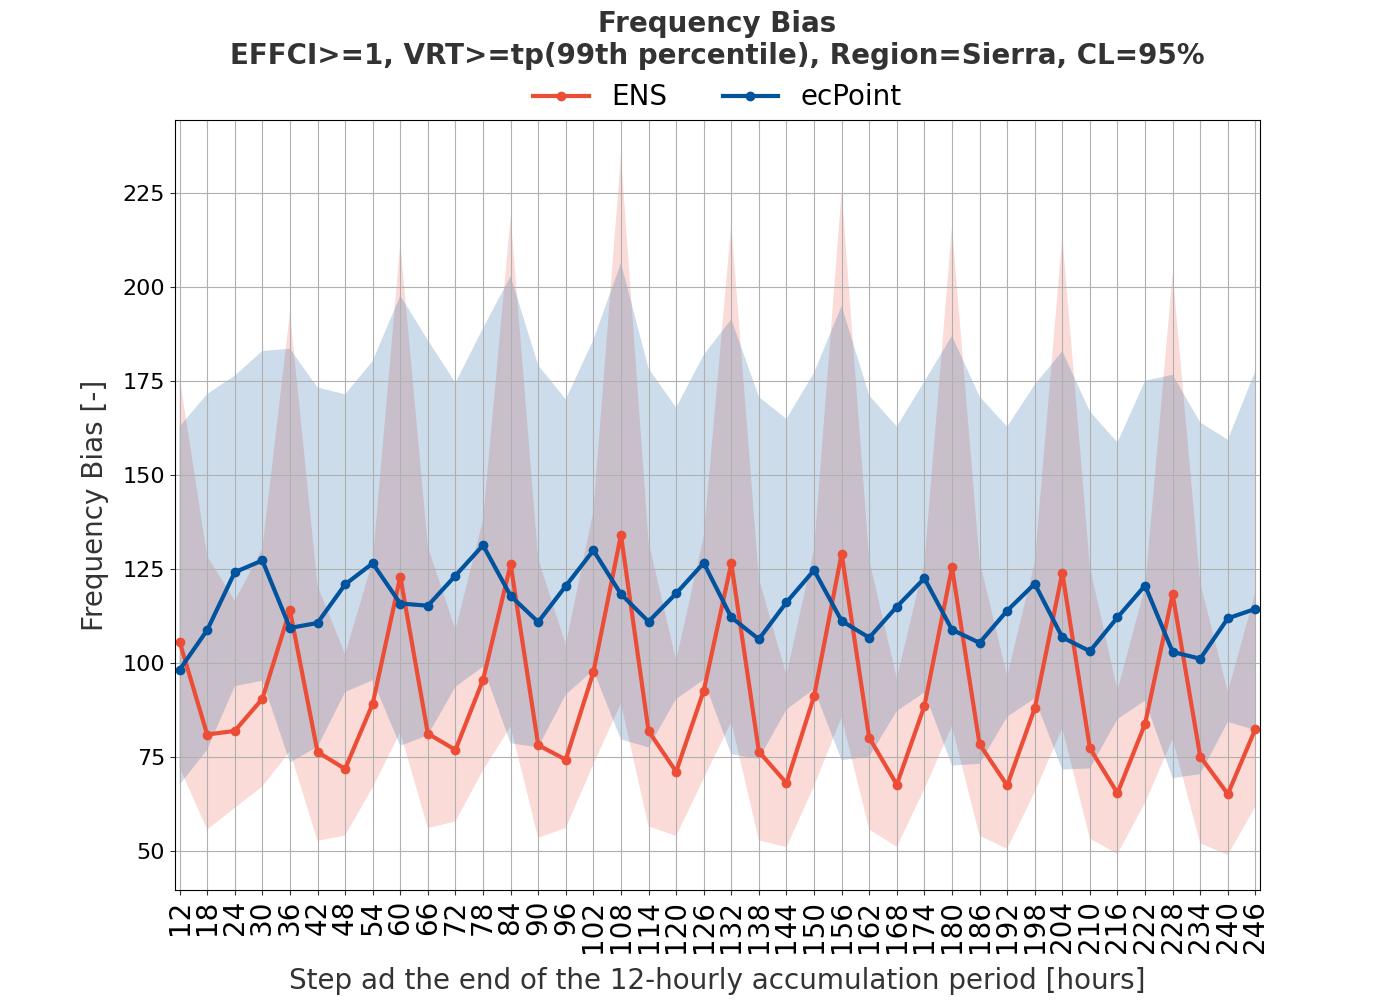 Frequency Bias
EFFCI>=1, VRT>=tp(99th percentile), Region=Sierra, CL=95%
ENS ecPoint
225
200
175
150
125
100
75
50
Frequency Bias [-]
12 18 24 30 36 42 48 54 60 66 72 78 84 90 96 102 108 114 120 126 132 138 144 150 156 162 168 174 180 186 192 198 204 210 216 222 228 234 240 246
Step ad the end of the 12-hourly accumulation period [hours]